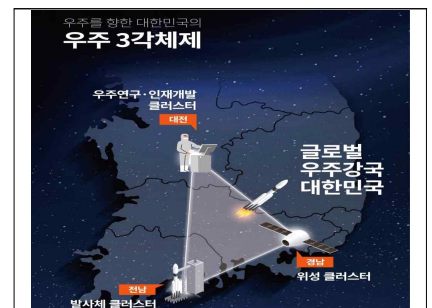 우주를 향한 대한민국의
우주 3각체제
우주연구·인재개발
클러스터
대전
글로벌
우주강국
대한민국
경남
위성 클러스터
전남
발사체 클러스터